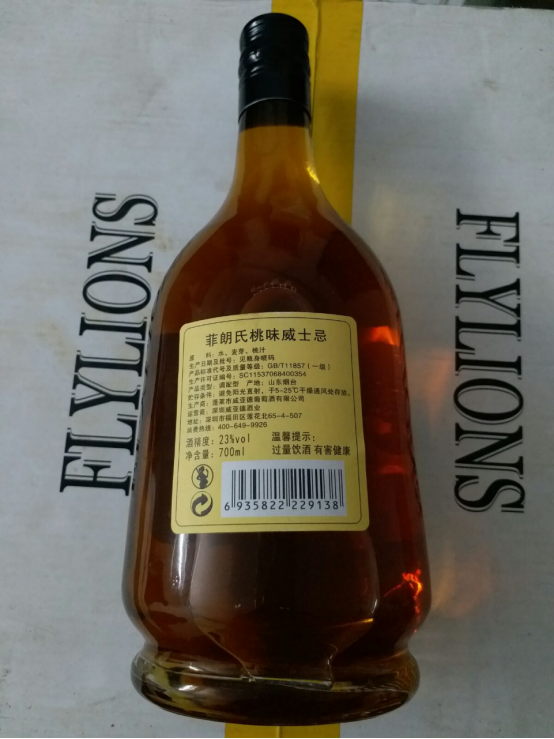 FLYLIONS
FLYLIONS
菲朗氏桃味威士忌
原 料：水、麦芽、桃汁
生产日期及批号：见瓶身喷码
产品标准代号及质量等级：GB/T11857（一级）
生产许可证编号：SC11537068400354
产品类型：调配型 产地：山东烟台
贮存条件：避免阳光直射，于5-25℃干燥通风处存放。
生产商：蓬莱市威亚德葡萄酒有限公司
运营商：深圳威亚德酒业
地址：深圳市福田区莲花北65-4-507
消费热线：400-649-9926
酒精度：23%vol 温馨提示：
净含量：700ml 过量饮酒 有害健康
6 935822 229138